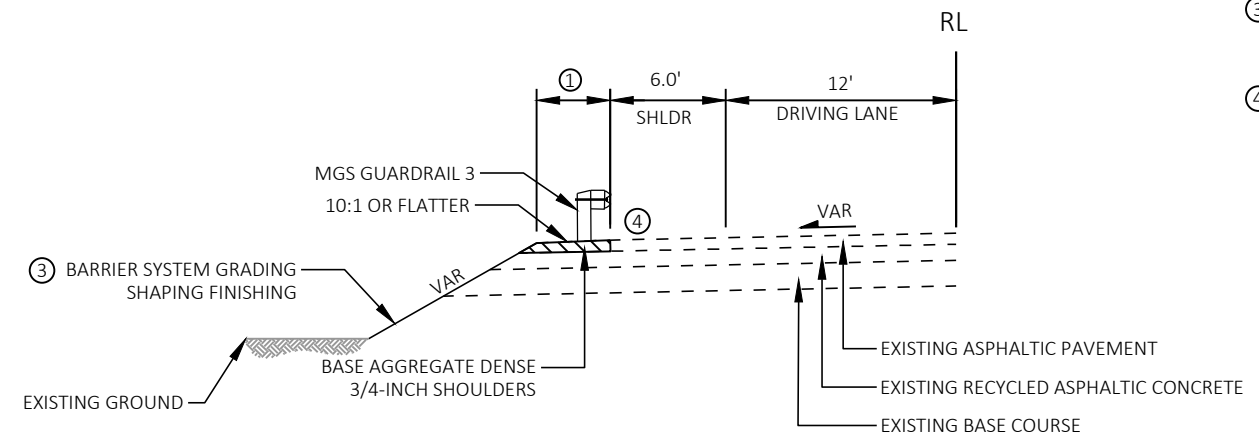 RL
③
④
①
6.0'
SHLDR
12'
DRIVING LANE
MGS GUARDRAIL 3
10:1 OR FLATTER
④
VAR
③ BARRIER SYSTEM GRADING
SHAPING FINISHING
VAR
BASE AGGREGATE DENSE
3/4-INCH SHOULDERS
EXISTING GROUND
EXISTING ASPHALTIC PAVEMENT
EXISTING RECYCLED ASPHALTIC CONCRETE
EXISTING BASE COURSE